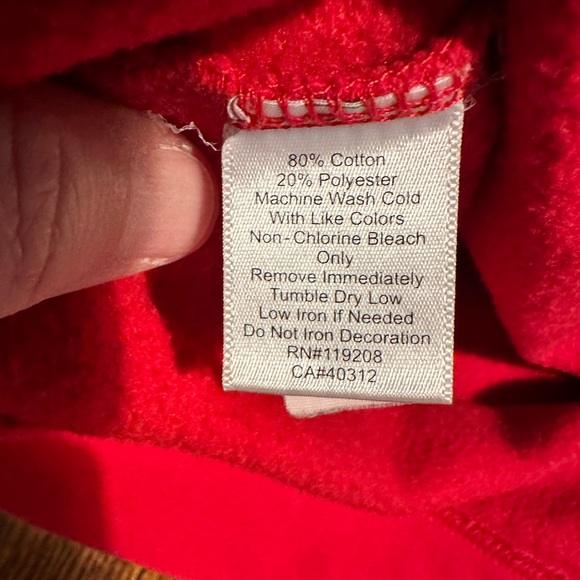 80% Cotton
20% Polyester
Machine Wash Cold
With Like Colors
Non-Chlorine Bleach
Only
Remove Immediately
Tumble Dry Low
Low Iron If Needed
Do Not Iron Decoration
RN#119208
CA#40312